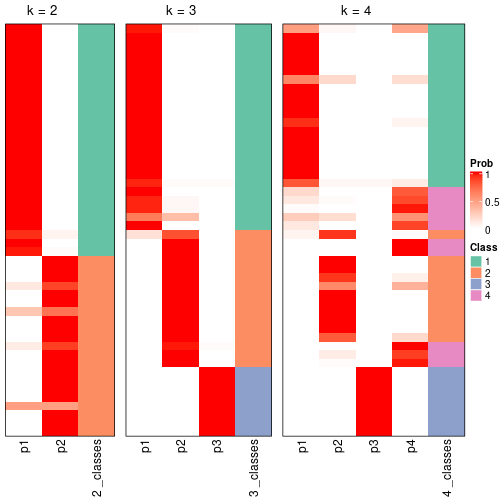 k = 2
k = 3
k = 4
p1
p2
2_classes
p1
p2
p3
3_classes
p1
p2
p3
p4
4_classes
Prob
1
0.5
0
Class
1
2
3
4